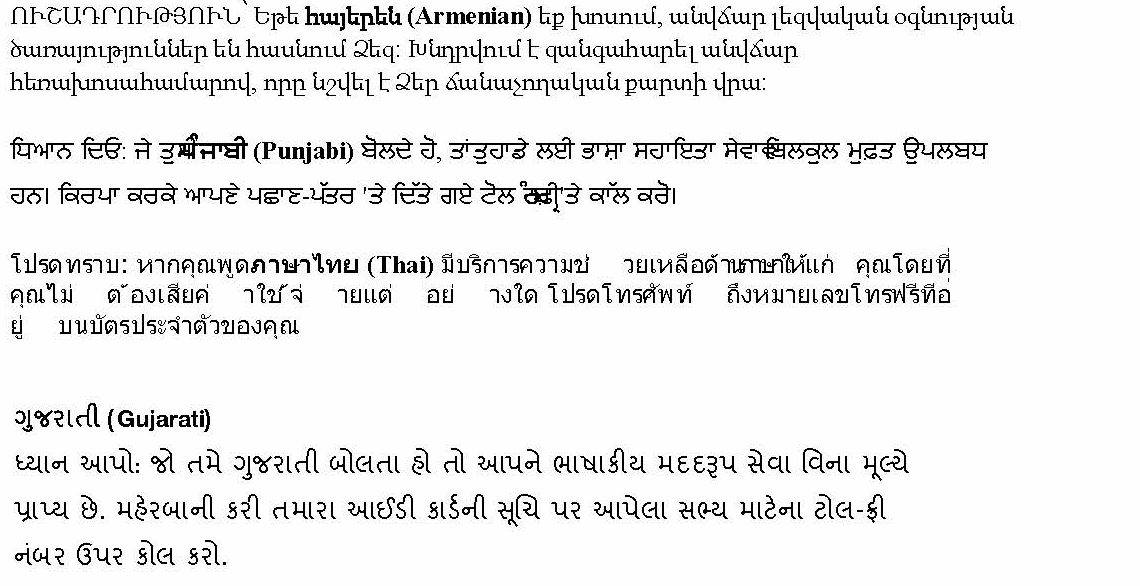 ՈՒՇԱԴՐՈՒԹՅՈՒՆ՝ Եթե հայերեն (Armenian) եք խոսում, անվճար լեզվական օգնության
ծառայություններ են հասնում Ձեզ: Խնդրվում է զանգահարել անվճար
հեռախոսահամարով, որը նշվել է Ձեր ճանաչողական քարտի վրա:
ਧਿਆਨ ਦਿਓ: ਜੇ ਤੁਸੀਂ ਪੰਜਾਬੀ (Punjabi) ਬੋਲਦੇ ਹੋ, ਤਾਂ ਤੁਹਾਡੇ ਲਈ ਭਾਸ਼ਾ ਸਹਾਇਤਾ ਸੇਵਾਵਾਂ ਬਿਲਕੁਲ ਮੁਫ਼ਤ ਉਪਲਬਧ
ਹਨ। ਕਿਰਪਾ ਕਰਕੇ ਆਪਣੇ ਪਛਾਣ-ਪੱਤਰ 'ਤੇ ਦਿੱਤੇ ਗਏ ਟੋਲ 'ਤੇ ਕਾੱਲ ਕਰੋ।
โปรดทราบ: หากคุณพูดภาษาไทย (Thai) มีบริการความช่ วยเหลือด้านภาษาให้แก่ คุณโดยที่
คุณไม่ ต้องเสียค่ าใช้จ่ ายแต่ อย่ างใด โปรดโทรศัพท์ ถึงหมายเลขโทรฟรีที่อ
ยู่ บนบัตรประจำตัวของคุณ
ગુજરાતી (Gujarati)
ધ્યાન આપો: જો તમે ગુજરાતી બોલતા હો તો આપને ભાષાકીય મદદરૂપ સેવા વિના મૂલ્યે
પ્રાપ્ય છે. મહેરબાની કરી તમારા આઈડી કાર્ડની સૂચિ પર આપેલા સભ્ય માટેના ટોલ-ફ્રી
નંબર ઉપર કોલ કરો.